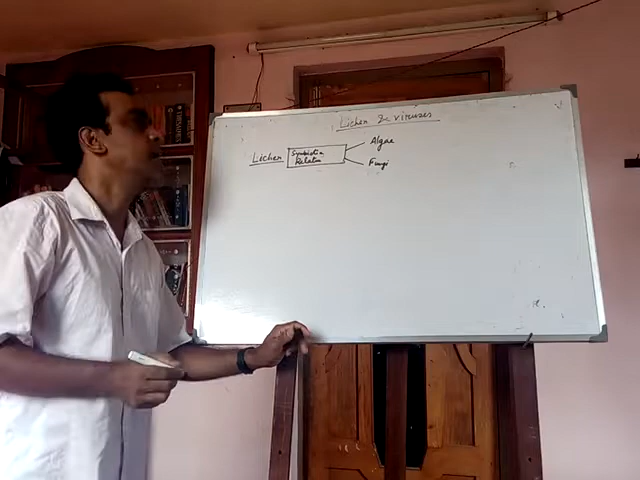 Lichen & viruses
Lichen
Symbiotic
Relation
Algae
Fungi